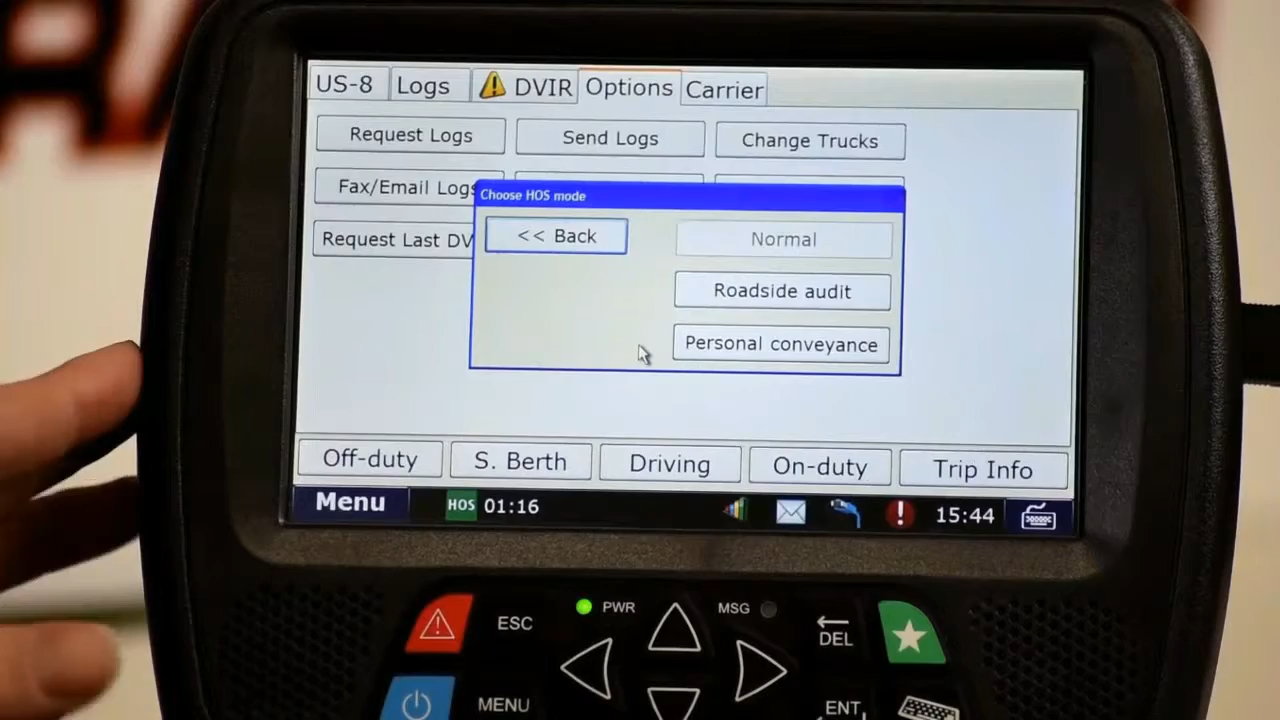 US-8 Logs DVIR Options Carrier
Request Logs Send Logs Change Trucks
Fax/Email Logs
Choose HOS mode
<< Back Normal
Request Last DV
Roadside audit
Personal conveyance
Off-duty S. Berth Driving On-duty Trip Info
Menu HOS 01:16 15:44
ESC PWR MSG DEL
MENU ENT